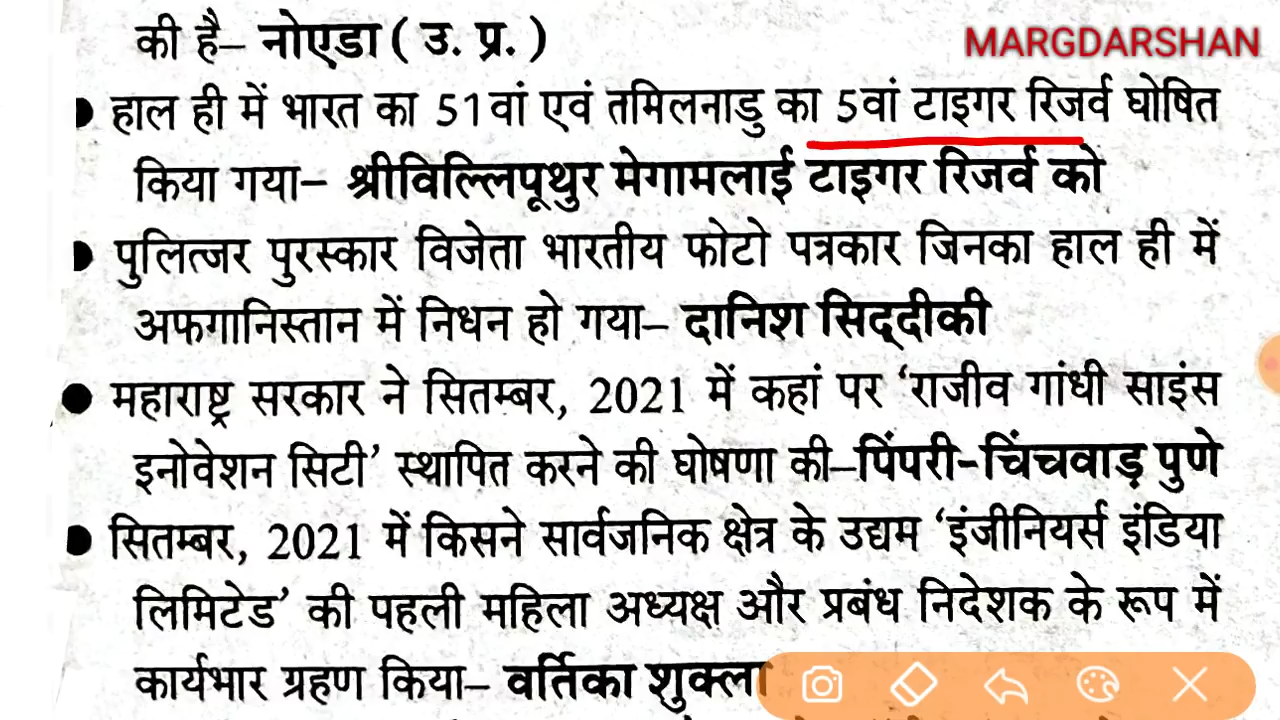 की है– नोएडा ( उ. प्र. )
MARGDARSHAN
हाल ही में भारत का 51वां एवं तमिलनाडु का 5वां टाइगर रिजर्व घोषित
किया गया– श्रीविल्लिपूथुर मेगामलाई टाइगर रिजर्व को
पुलित्जर पुरस्कार विजेता भारतीय फोटो पत्रकार जिनका हाल ही में
अफगानिस्तान में निधन हो गया– दानिश सिद्दीकी
महाराष्ट्र सरकार ने सितम्बर, 2021 में कहां पर ‘राजीव गांधी साइंस
इनोवेशन सिटी’ स्थापित करने की घोषणा की–पिंपरी-चिंचवाड़ पुणे
सितम्बर, 2021 में किसने सार्वजनिक क्षेत्र के उद्यम ‘इंजीनियर्स इंडिया
लिमिटेड’ की पहली महिला अध्यक्ष और प्रबंध निदेशक के रूप में
कार्यभार ग्रहण किया– वर्तिका शुक्ला